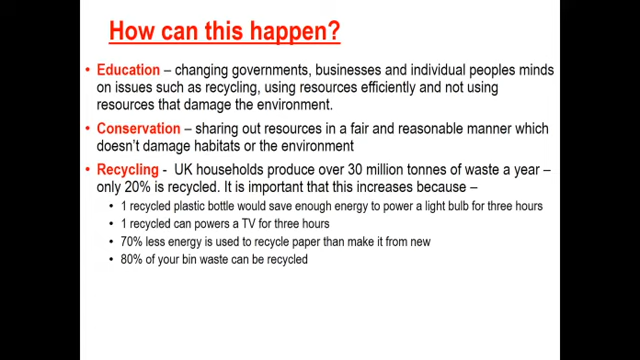 How can this happen?
• Education – changing governments, businesses and individual peoples minds
on issues such as recycling, using resources efficiently and not using
resources that damage the environment.
• Conservation – sharing out resources in a fair and reasonable manner which
doesn't damage habitats or the environment
• Recycling - UK households produce over 30 million tonnes of waste a year –
only 20% is recycled. It is important that this increases because –
• 1 recycled plastic bottle would save enough energy to power a light bulb for three hours
• 1 recycled can powers a TV for three hours
• 70% less energy is used to recycle paper than make it from new
• 80% of your bin waste can be recycled